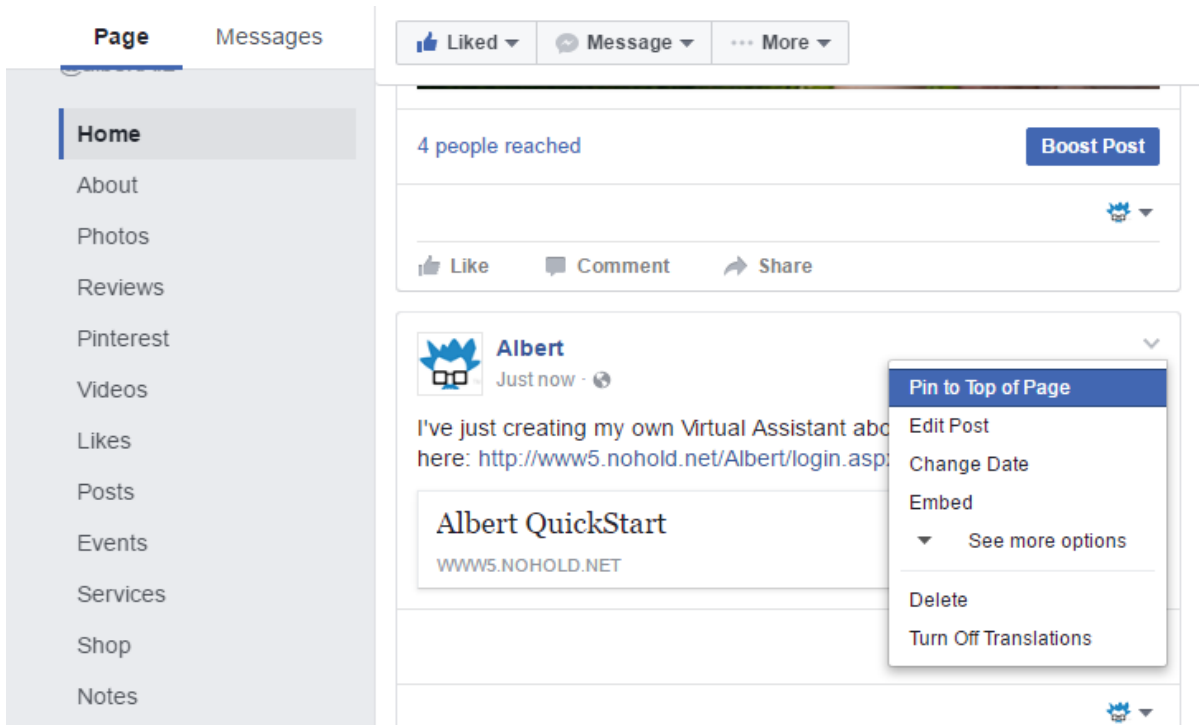 Page Messages
Liked Message ... More
Home
About
Photos
Reviews
Pinterest
Videos
Likes
Posts
Events
Services
Shop
Notes
4 people reached Boost Post
Like Comment Share
Albert
Just now ·
I've just creating my own Virtual Assistant abo
here: http://www5.nohold.net/Albert/login.asp
Albert QuickStart
WWW5.NOHOLD.NET
Pin to Top of Page
Edit Post
Change Date
Embed
See more options
Delete
Turn Off Translations